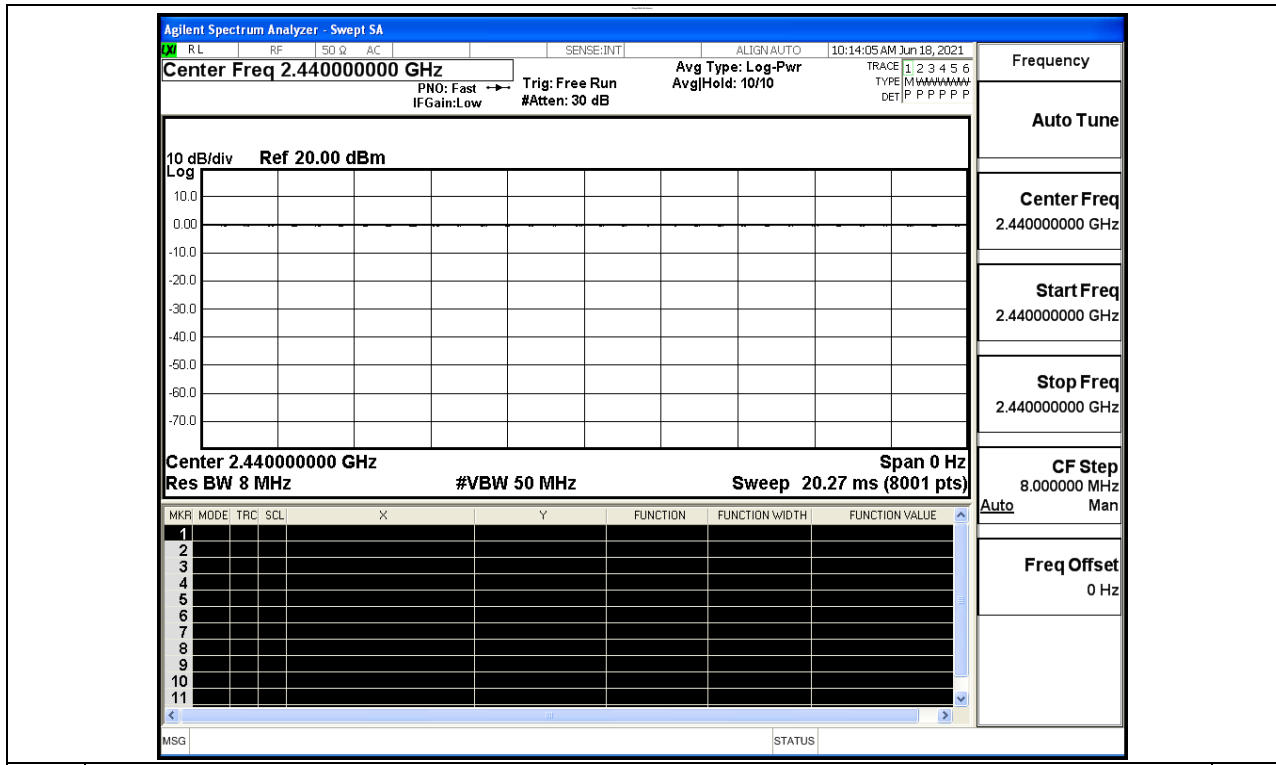 Agilent Spectrum Analyzer - Swept SA
LXI RL RF 50 Ω AC SENSE:INT ALIGN AUTO 10:14:05 AM Jun 18, 2021
Center Freq 2.440000000 GHz
PNO: Fast
IFGain:Low
Trig: Free Run
#Atten: 30 dB
Avg Type: Log-Pwr
Avg|Hold: 10/10
TRACE 1 2 3 4 5 6
TYPE M WWWWW
DET P P P P P P
10 dB/div Ref 20.00 dBm
Log
10.0
0.00
-10.0
-20.0
-30.0
-40.0
-50.0
-60.0
-70.0
Center 2.440000000 GHz Span 0 Hz
Res BW 8 MHz #VBW 50 MHz Sweep 20.27 ms (8001 pts)
MKR MODE TRC SCL X Y FUNCTION FUNCTION WIDTH FUNCTION VALUE
1
2
3
4
5
6
7
8
9
10
11
MSG STATUS
Frequency
Auto Tune
Center Freq
2.440000000 GHz
Start Freq
2.440000000 GHz
Stop Freq
2.440000000 GHz
CF Step
8.000000 MHz
Auto Man
Freq Offset
0 Hz